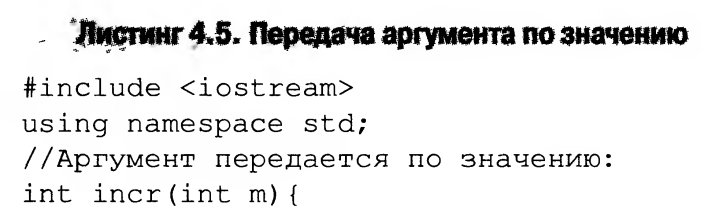 Листинг 4.5. Передача аргумента по значению
#include <iostream>
using namespace std;
//Аргумент передается по значению:
int incr(int m){